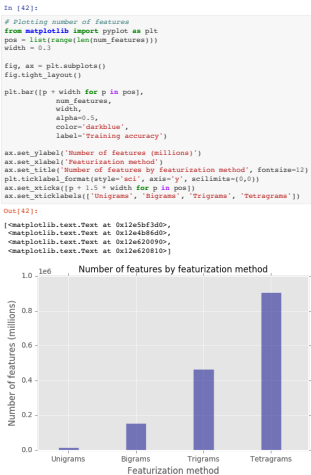 In [42]:
# Plotting number of features
from matplotlib import pyplot as plt
pos = list(range(len(num_features)))
width = 0.3
fig, ax = plt.subplots()
fig.tight_layout()
plt.bar([p + width for p in pos],
num_features,
width,
alpha=0.5,
color='darkblue',
label='Training accuracy')
ax.set_ylabel('Number of features (millions)')
ax.set_xlabel('Featurization method')
ax.set_title('Number of features by featurization method', fontsize=12)
plt.ticklabel_format(style='sci', axis='y', scilimits=(0,0))
ax.set_xticks([p + 1.5 * width for p in pos])
ax.set_xticklabels(['Unigrams', 'Bigrams', 'Trigrams', 'Tetragrams'])
Out[42]:
[<matplotlib.text.Text at 0x12e5bf3d0>,
<matplotlib.text.Text at 0x12e4b86d0>,
<matplotlib.text.Text at 0x12e620090>,
<matplotlib.text.Text at 0x12e620810>]
Number of features by featurization method
1e6
1.0
0.8
0.6
0.4
0.2
0.0
Number of features (millions)
Unigrams Bigrams Trigrams Tetragrams
Featurization method